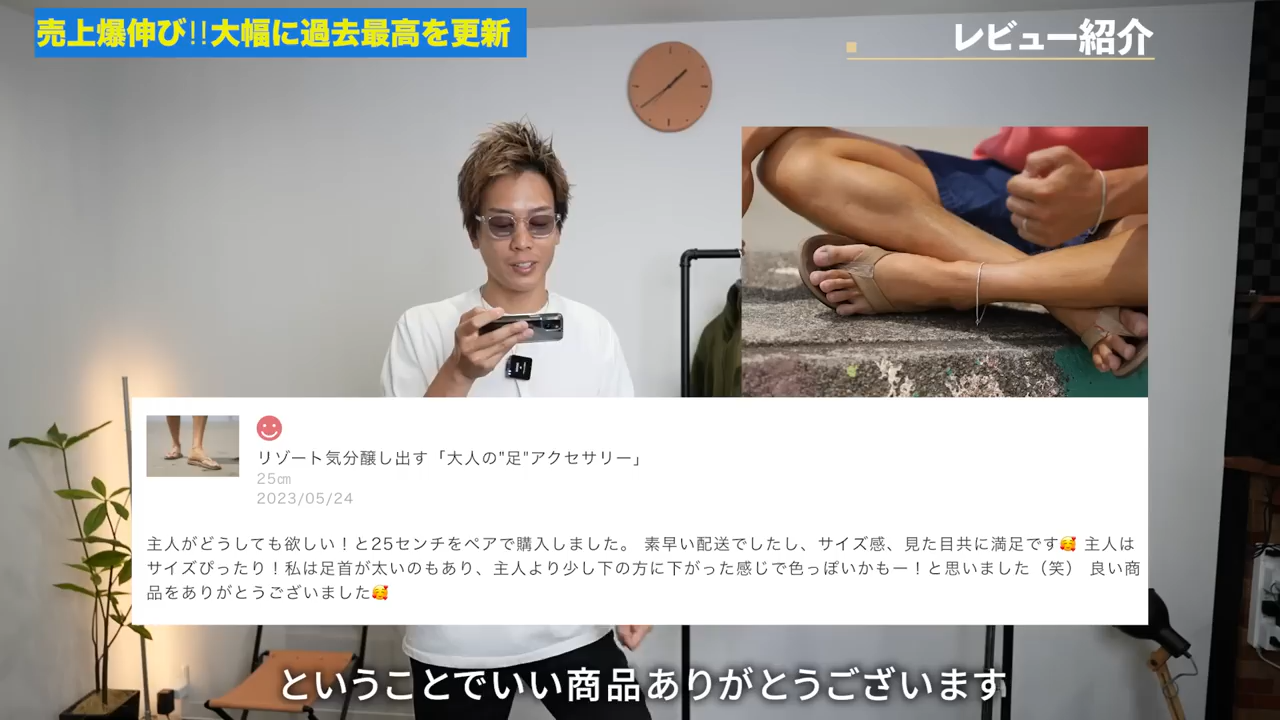 売上爆伸び!!大幅に過去最高を更新
レビュー紹介
リゾート気分醸し出す「大人の"足"アクセサリー」
25㎝
2023/05/24
主人がどうしても欲しい！と25センチをペアで購入しました。 素早い配送でしたし、サイズ感、見た目共に満足です🥰 主人は
サイズぴったり！私は足首が太いのもあり、主人より少し下の方に下がった感じで色っぽいかもー！と思いました（笑） 良い商
品をありがとうございました🥰
ということでいい商品ありがとうございます